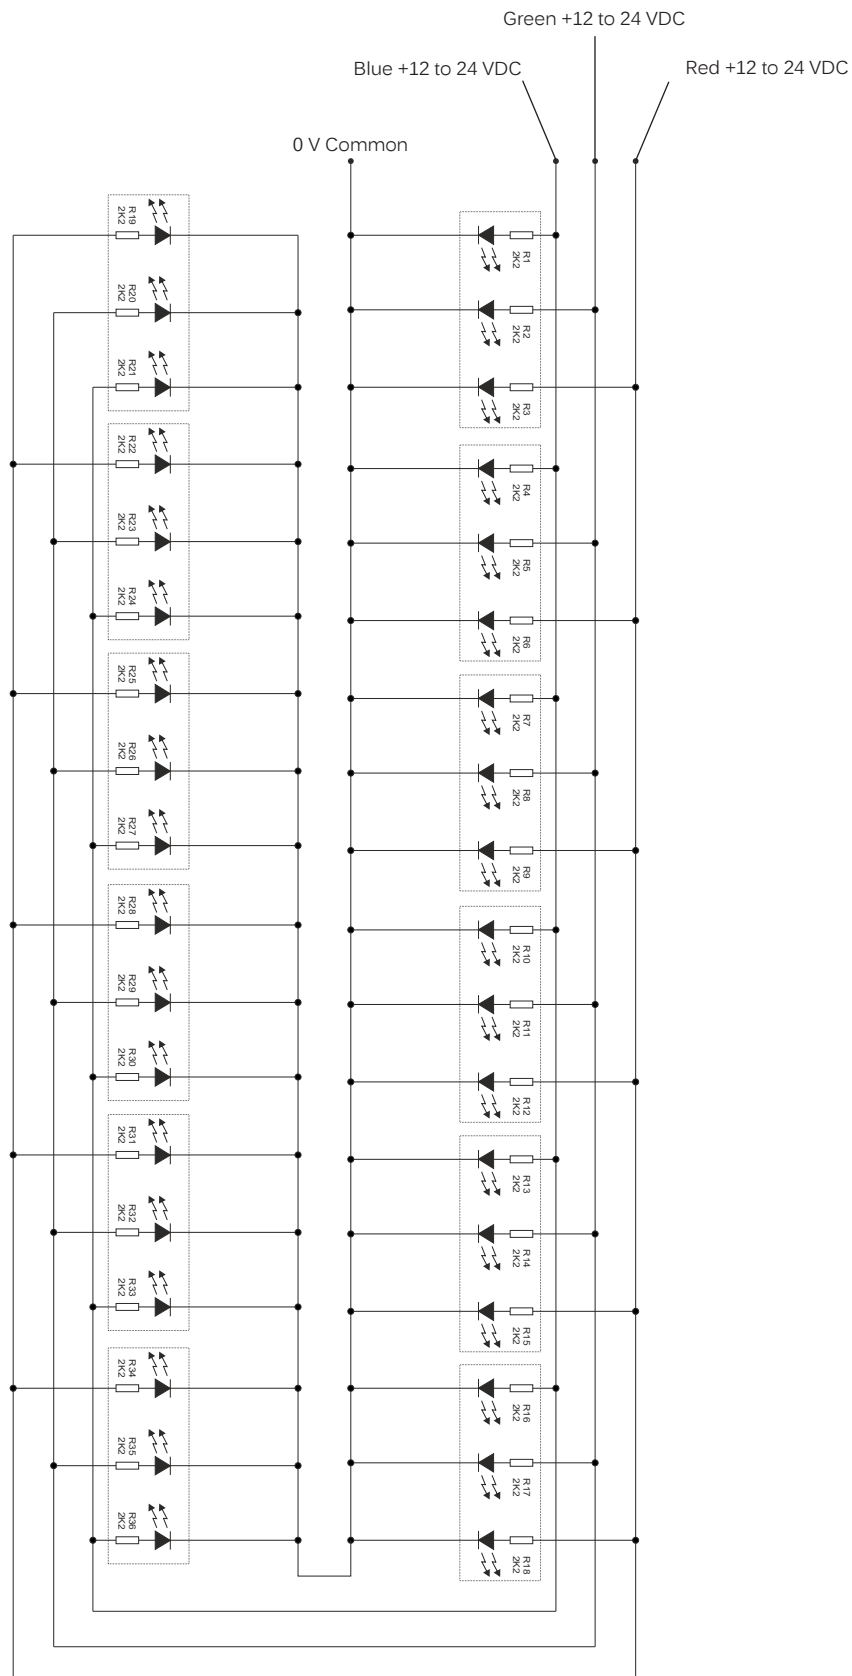 Green +12 to 24 VDC
Blue +12 to 24 VDC
Red +12 to 24 VDC
0 V Common
R19
2K2
R20
2K2
R21
2K2
R22
2K2
R23
2K2
R24
2K2
R25
2K2
R26
2K2
R27
2K2
R28
2K2
R29
2K2
R30
2K2
R31
2K2
R32
2K2
R33
2K2
R34
2K2
R35
2K2
R36
2K2
R1
2K2
R2
2K2
R3
2K2
R4
2K2
R5
2K2
R6
2K2
R7
2K2
R8
2K2
R9
2K2
R10
2K2
R11
2K2
R12
2K2
R13
2K2
R14
2K2
R15
2K2
R16
2K2
R17
2K2
R18
2K2